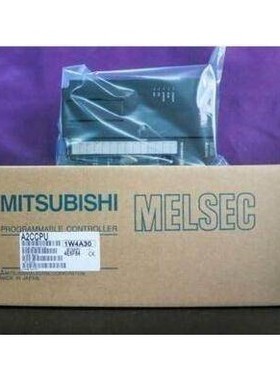 MITSUBISHI
MELSEC
PROGRAMMABLE CONTROLLER
A2CCPU
1W4A30
MADE IN JAPAN